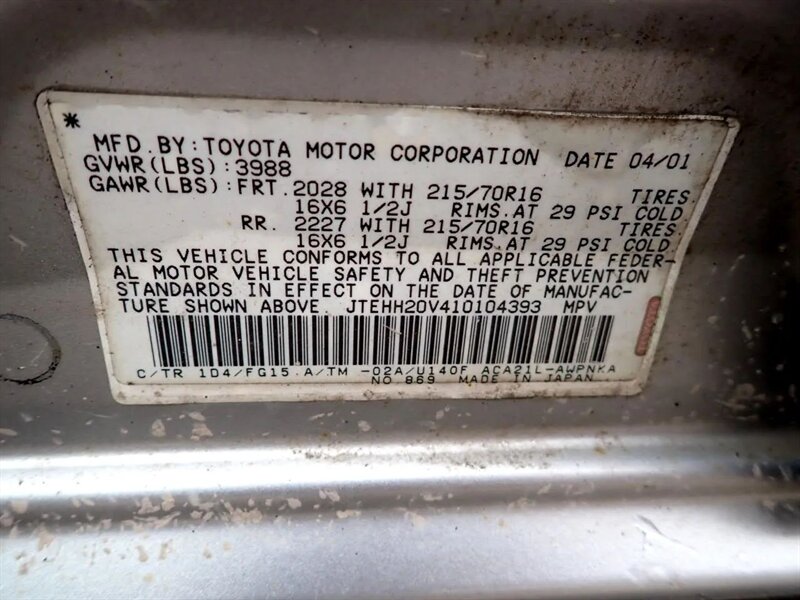 * MFD.BY:TOYOTA MOTOR CORPORATION DATE 04/01
GVWR(LBS):3988
GAWR(LBS):FRT.2028 WITH 215/70R16 TIRES.
16X6 1/2J RIMS.AT 29 PSI COLD
RR. 2227 WITH 215/70R16 TIRES.
16X6 1/2J RIMS.AT 29 PSI COLD
THIS VEHICLE CONFORMS TO ALL APPLICABLE FEDER-
AL MOTOR VEHICLE SAFETY AND THEFT PREVENTION
STANDARDS IN EFFECT ON THE DATE OF MANUFAC-
TURE SHOWN ABOVE. JTEHH20V410104393 MPV
C/TR 1D4/FG15.A/TM -02A/U140F ACA21L-AWPNKA
NO 869 MADE IN JAPAN